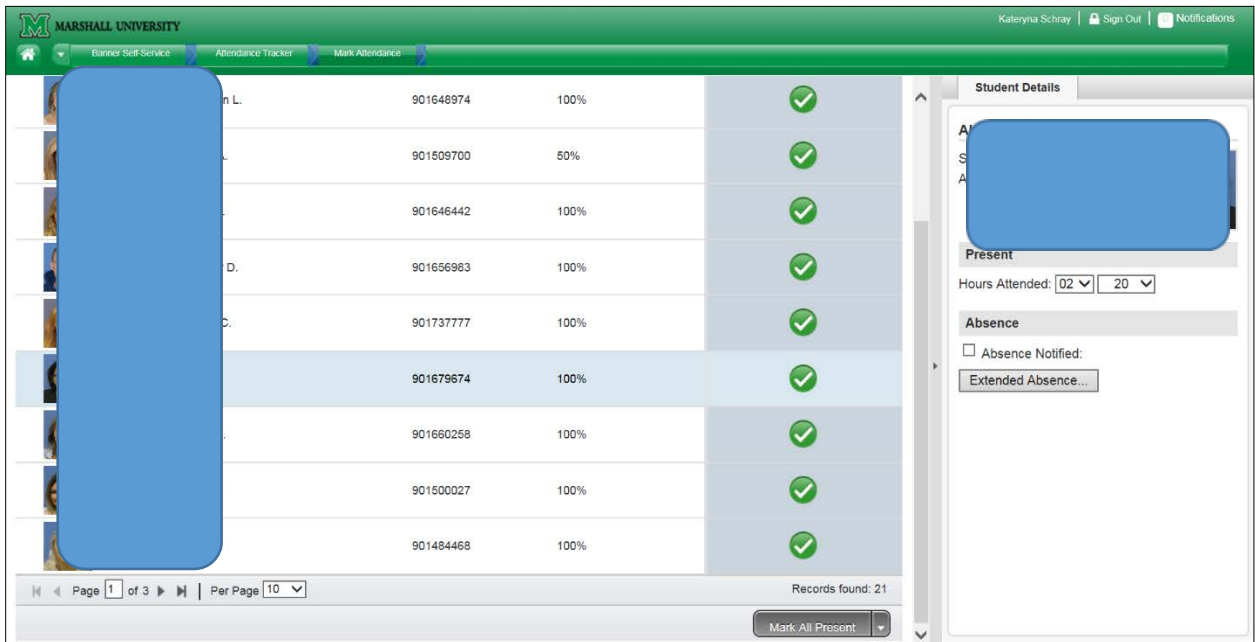 MARSHALL UNIVERSITY
Kateryna Schray | Sign Out | 0 Notifications
Banner Self-Service Attendance Tracker Mark Attendance
n L. 901648974 100%
901509700 50%
901646442 100%
D. 901656983 100%
C. 901737777 100%
901679674 100%
901660258 100%
901500027 100%
901484468 100%
Page 1 of 3 | Per Page 10
Records found: 21
Mark All Present
Student Details
Present
Hours Attended: 02 20
Absence
Absence Notified:
Extended Absence...